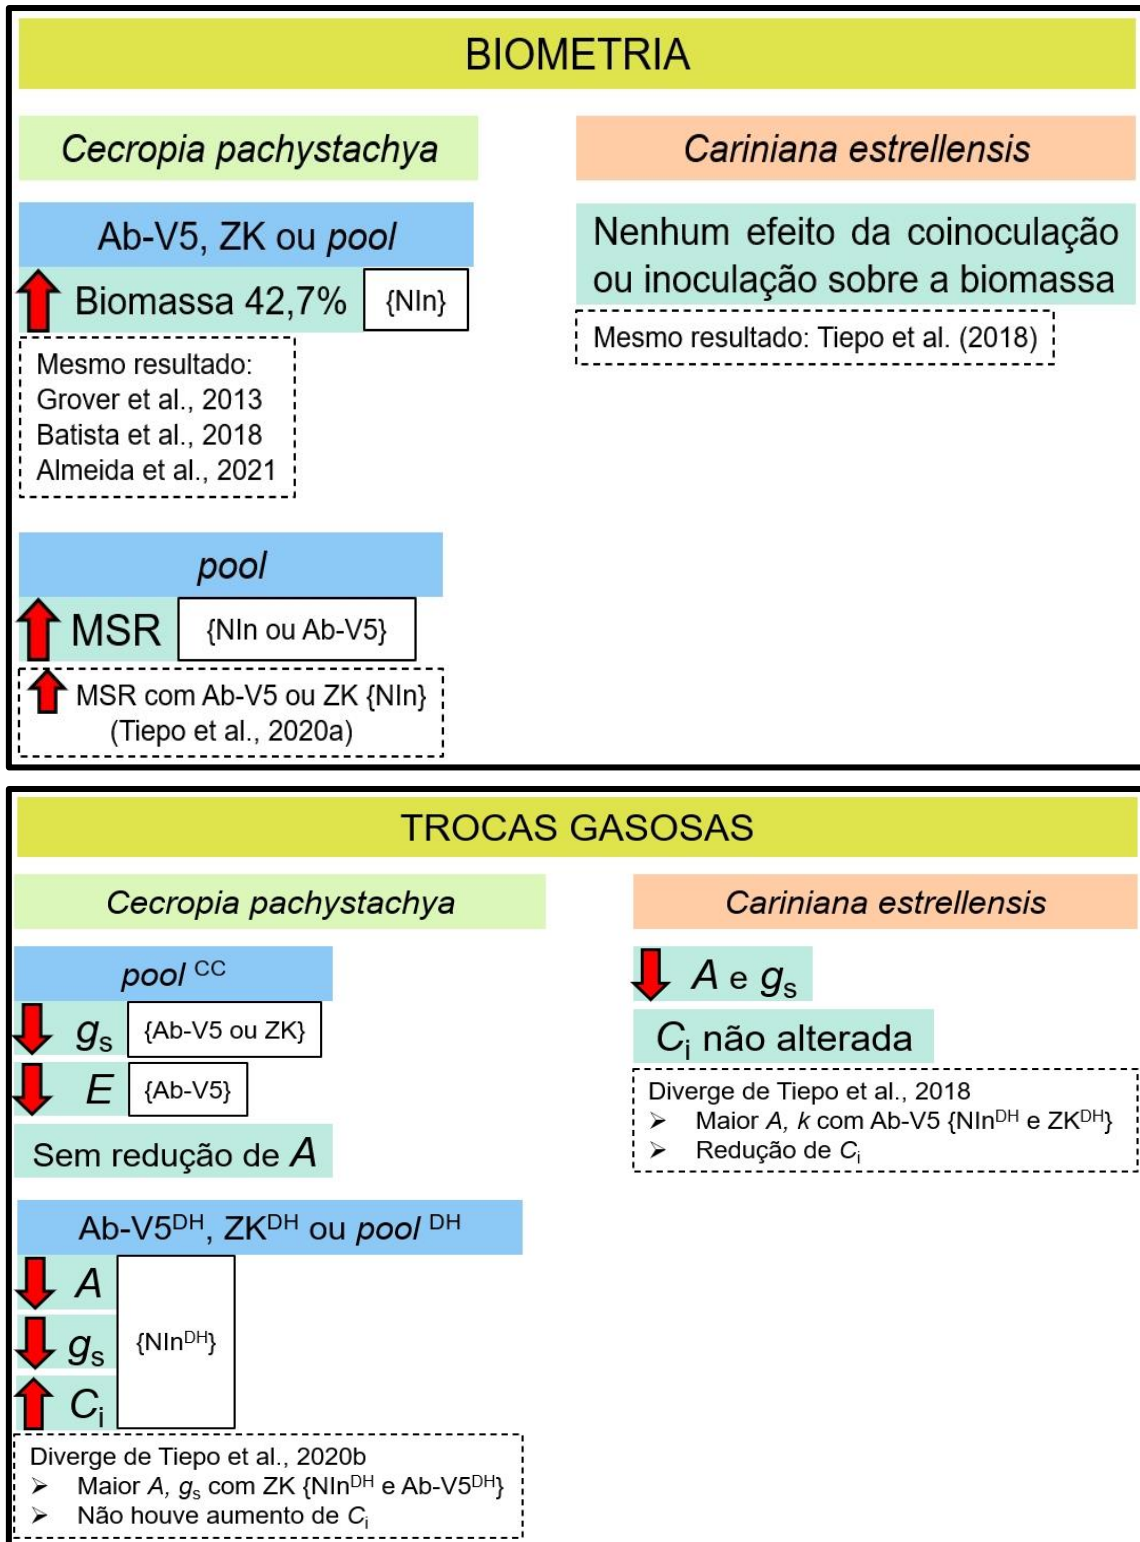 BIOMETRIA
Cecropia pachystachya
Ab-V5, ZK ou pool
Biomassa 42,7%
{NIn}
Mesmo resultado:
Grover et al., 2013
Batista et al., 2018
Almeida et al., 2021
pool
MSR
{NIn ou Ab-V5}
MSR com Ab-V5 ou ZK {NIn}
(Tiepo et al., 2020a)
Cariniana estrellensis
Nenhum efeito da coinoculação
ou inoculação sobre a biomassa
Mesmo resultado: Tiepo et al. (2018)
TROCAS GASOSAS
Cecropia pachystachya
pool CC
gs
{Ab-V5 ou ZK}
E
{Ab-V5}
Sem redução de A
Ab-V5DH, ZKDH ou pool DH
A
gs
Ci
{NInDH}
Diverge de Tiepo et al., 2020b
➢ Maior A, gs com ZK {NInDH e Ab-V5DH}
➢ Não houve aumento de Ci
Cariniana estrellensis
A e gs
Ci não alterada
Diverge de Tiepo et al., 2018
➢ Maior A, k com Ab-V5 {NInDH e ZKDH}
➢ Redução de Ci